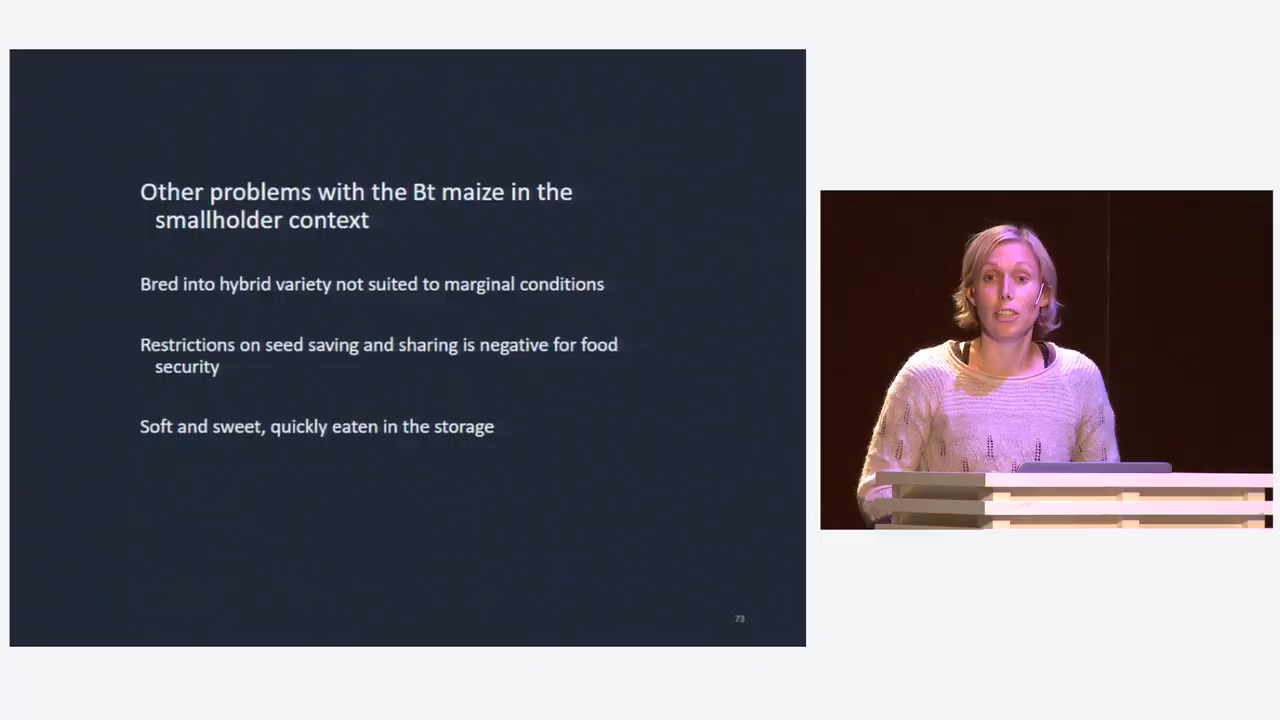 Other problems with the Bt maize in the
smallholder context
Bred into hybrid variety not suited to marginal conditions
Restrictions on seed saving and sharing is negative for food
security
Soft and sweet, quickly eaten in the storage
73